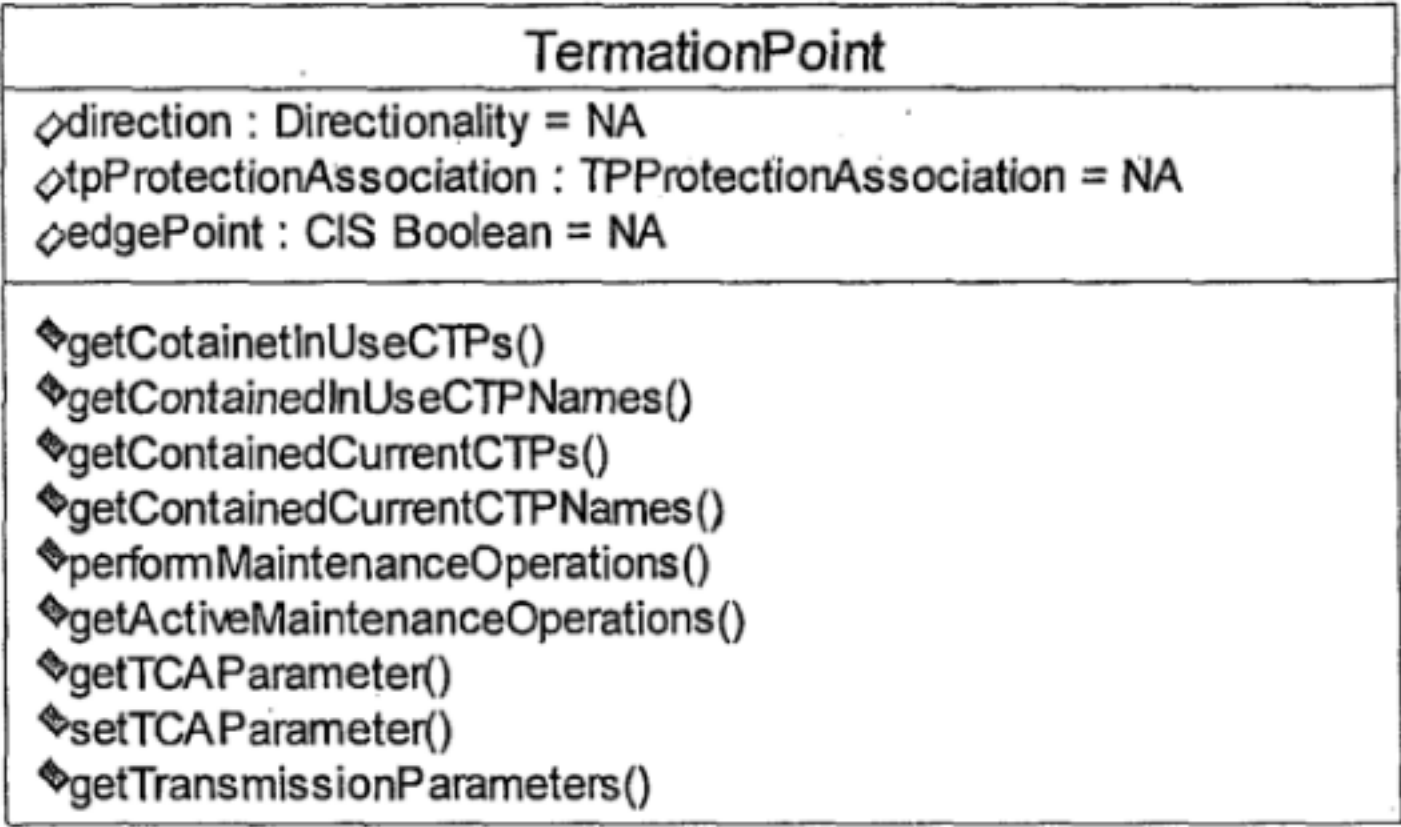 TermationPoint
direction : Directionality = NA
tpProtectionAssociation : TPProtectionAssociation = NA
edgePoint : CIS Boolean = NA
getCotainetInUseCTPs()
getContainedInUseCTPNames()
getContainedCurrentCTPs()
getContainedCurrentCTPNames()
performMaintenanceOperations()
getActiveMaintenanceOperations()
getTCAParameter()
setTCAParameter()
getTransmissionParameters()